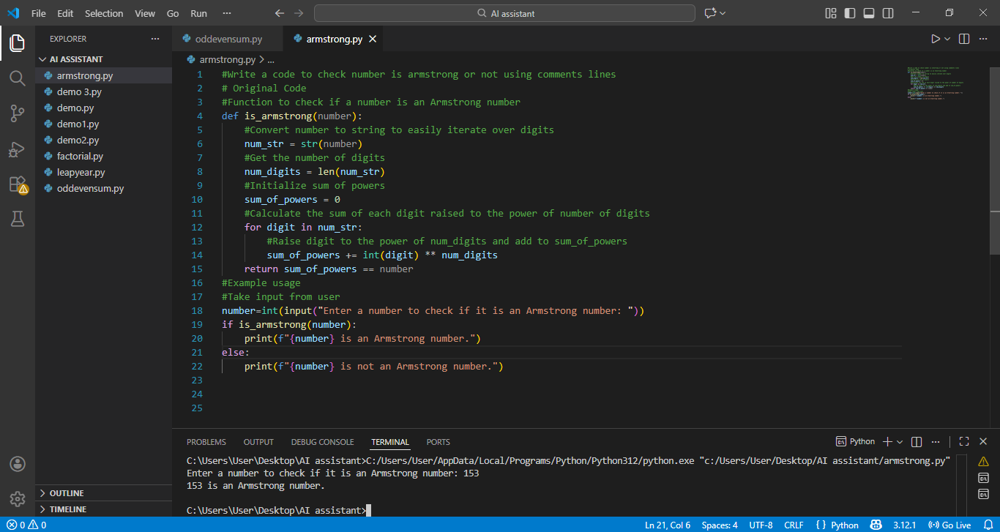 File Edit Selection View Go Run ··· AI assistant
EXPLORER ···
AI ASSISTANT
armstrong.py
demo 3.py
demo.py
demo1.py
demo2.py
factorial.py
leapyear.py
oddevensum.py
OUTLINE
TIMELINE
oddevensum.py armstrong.py
armstrong.py > ...
1 #Write a code to check number is armstrong or not using comments lines
2 # Original Code
3 #Function to check if a number is an Armstrong number
4 def is_armstrong(number):
5     #Convert number to string to easily iterate over digits
6     num_str = str(number)
7     #Get the number of digits
8     num_digits = len(num_str)
9     #Initialize sum of powers
10     sum_of_powers = 0
11     #Calculate the sum of each digit raised to the power of number of digits
12     for digit in num_str:
13         #Raise digit to the power of num_digits and add to sum_of_powers
14         sum_of_powers += int(digit) ** num_digits
15     return sum_of_powers == number
16 #Example usage
17 #Take input from user
18 number=int(input("Enter a number to check if it is an Armstrong number: "))
19 if is_armstrong(number):
20     print(f"{number} is an Armstrong number.")
21 else:
22     print(f"{number} is not an Armstrong number.")
23
24
25
PROBLEMS OUTPUT DEBUG CONSOLE TERMINAL PORTS Python
C:\Users\User\Desktop\AI assistant>C:/Users/User/AppData/Local/Programs/Python/Python312/python.exe "c:/Users/User/Desktop/AI assistant/armstrong.py"
Enter a number to check if it is an Armstrong number: 153
153 is an Armstrong number.
C:\Users\User\Desktop\AI assistant>
0 0 Ln 21, Col 6 Spaces: 4 UTF-8 CRLF { } Python 3.12.1 Go Live